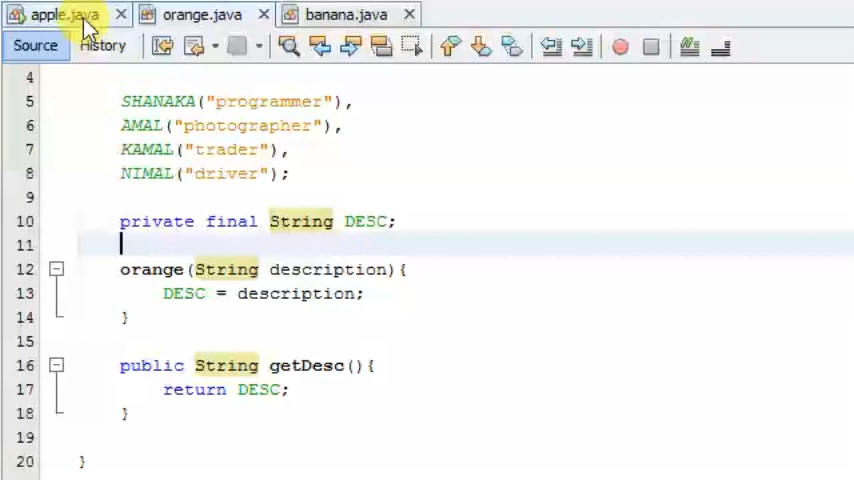 apple.java orange.java banana.java
Source History
4
5 SHANAKA("programmer"),
6 AMAL("photographer"),
7 KAMAL("trader"),
8 NIMAL("driver");
9
10 private final String DESC;
11
12 orange(String description){
13 DESC = description;
14 }
15
16 public String getDesc(){
17 return DESC;
18 }
19
20 }